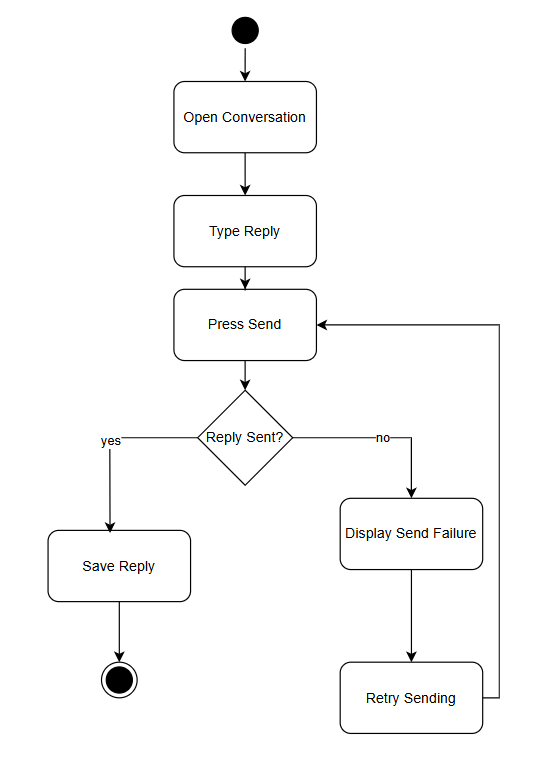 Open Conversation
Type Reply
Press Send
Reply Sent?
yes
no
Display Send Failure
Save Reply
Retry Sending